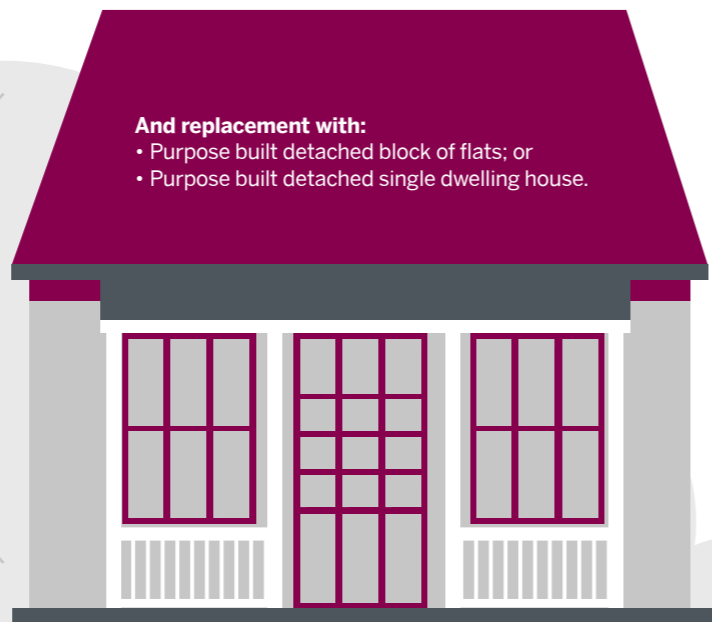 And replacement with:
• Purpose built detached block of flats; or
• Purpose built detached single dwelling house.